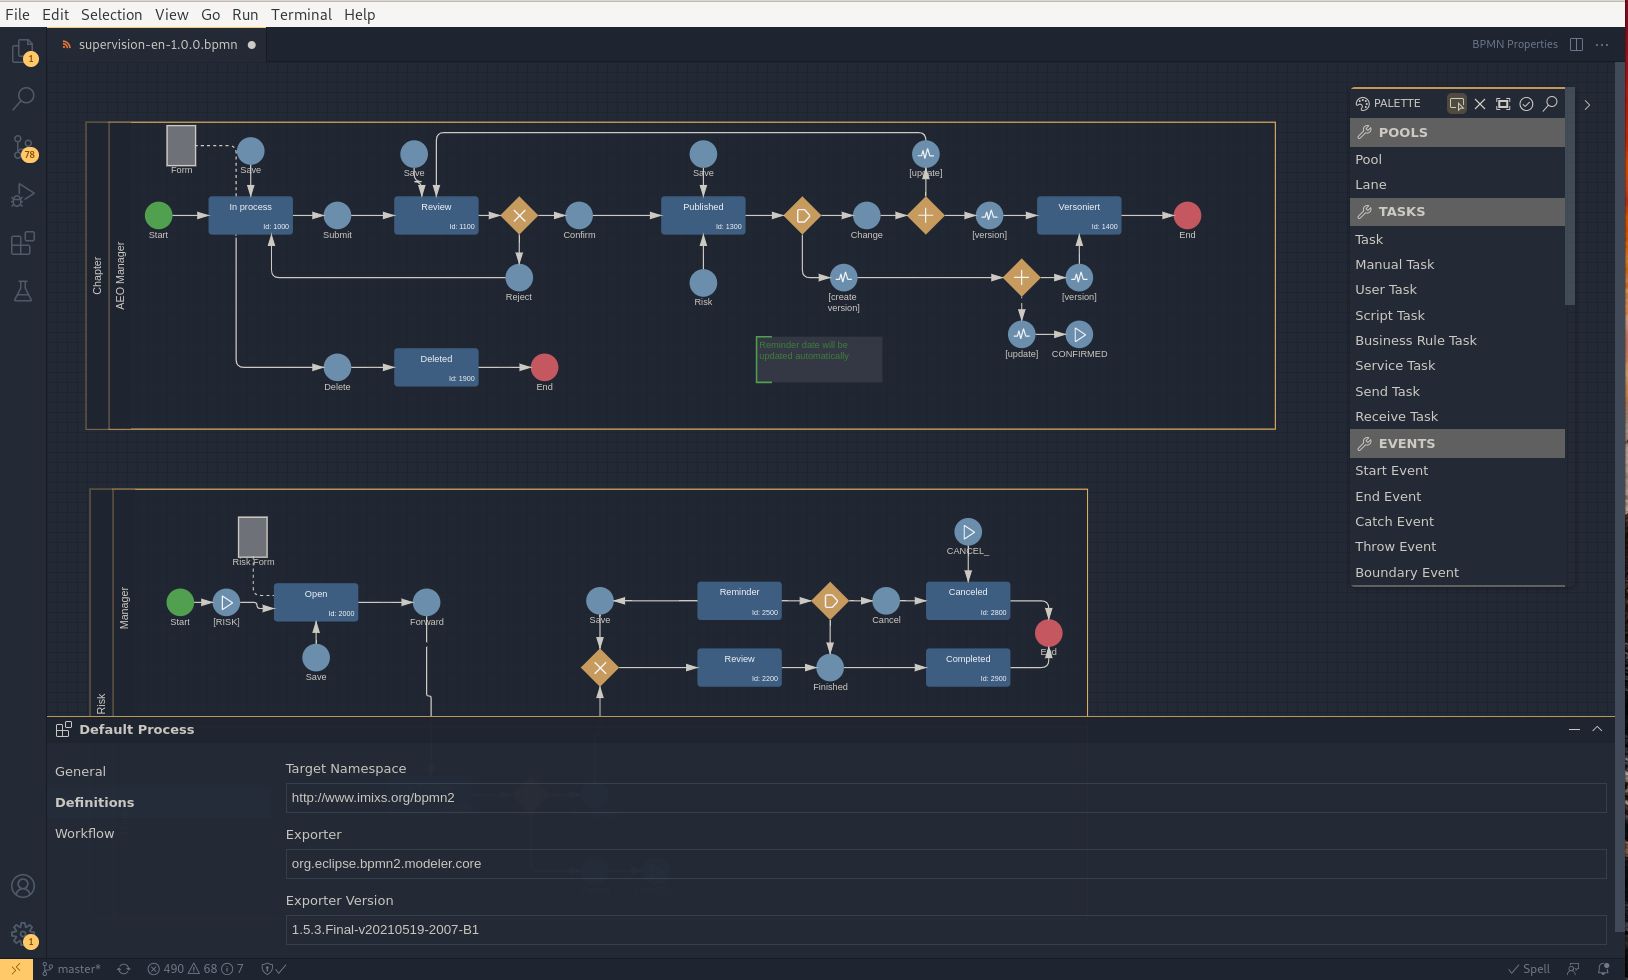 File Edit Selection View Go Run Terminal Help
supervision-en-1.0.0.bpmn
BPMN Properties
1
78
PALETTE
POOLS
Pool
Lane
TASKS
Task
Manual Task
User Task
Script Task
Business Rule Task
Service Task
Send Task
Receive Task
EVENTS
Start Event
End Event
Catch Event
Throw Event
Boundary Event
Chapter
AEO Manager
Form
Save
Save
Save
[update]
In process
Id: 1000
Review
Id: 1100
Published
Id: 1300
Versoniert
Id: 1400
Start
Submit
Confirm
Change
[version]
End
Reject
Risk
[create
version]
[version]
[update]
CONFIRMED
Reminder date will be
updated automatically
Deleted
Id: 1900
Delete
End
Risk
Manager
Risk Form
CANCEL_
Open
Id: 2000
Reminder
Id: 2500
Canceled
Id: 2800
Start
[RISK]
Forward
Save
Cancel
End
Save
Review
Id: 2200
Completed
Id: 2900
Finished
Default Process
General
Definitions
Workflow
Target Namespace
http://www.imixs.org/bpmn2
Exporter
org.eclipse.bpmn2.modeler.core
Exporter Version
1.5.3.Final-v20210519-2007-B1
1
master* 490 68 7
Spell